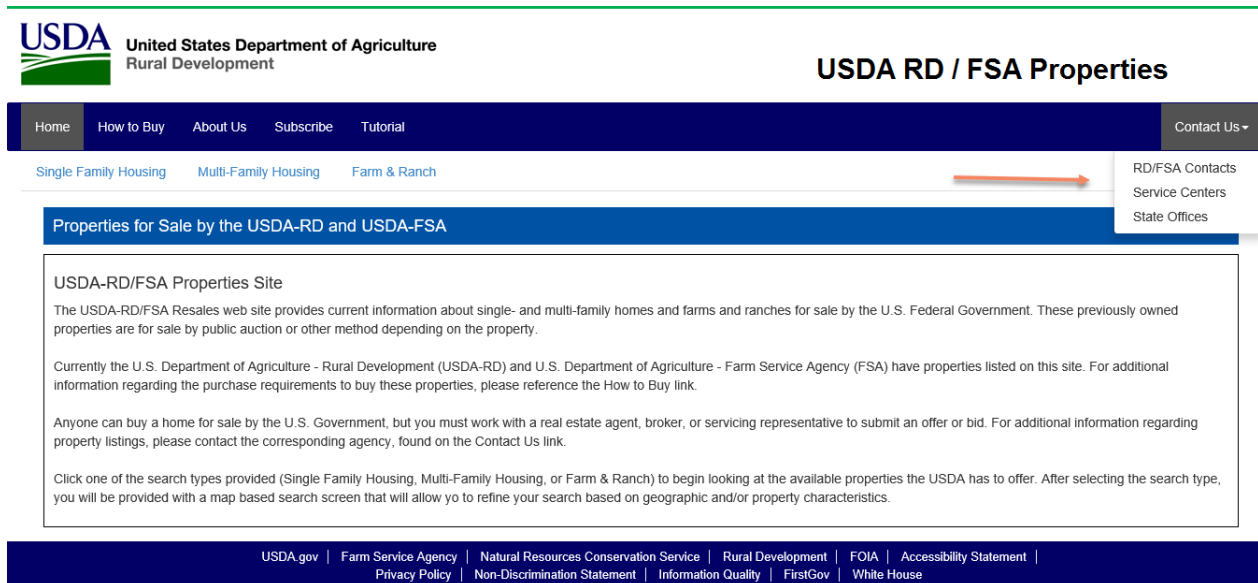 USDA United States Department of Agriculture
Rural Development
USDA RD / FSA Properties
Home How to Buy About Us Subscribe Tutorial Contact Us
Single Family Housing Multi-Family Housing Farm & Ranch
RD/FSA Contacts
Service Centers
State Offices
Properties for Sale by the USDA-RD and USDA-FSA
USDA-RD/FSA Properties Site
The USDA-RD/FSA Resales web site provides current information about single- and multi-family homes and farms and ranches for sale by the U.S. Federal Government. These previously owned
properties are for sale by public auction or other method depending on the property.
Currently the U.S. Department of Agriculture - Rural Development (USDA-RD) and U.S. Department of Agriculture - Farm Service Agency (FSA) have properties listed on this site. For additional
information regarding the purchase requirements to buy these properties, please reference the How to Buy link.
Anyone can buy a home for sale by the U.S. Government, but you must work with a real estate agent, broker, or servicing representative to submit an offer or bid. For additional information regarding
property listings, please contact the corresponding agency, found on the Contact Us link.
Click one of the search types provided (Single Family Housing, Multi-Family Housing, or Farm & Ranch) to begin looking at the available properties the USDA has to offer. After selecting the search type,
you will be provided with a map based search screen that will allow yo to refine your search based on geographic and/or property characteristics.
USDA.gov | Farm Service Agency | Natural Resources Conservation Service | Rural Development | FOIA | Accessibility Statement |
Privacy Policy | Non-Discrimination Statement | Information Quality | FirstGov | White House